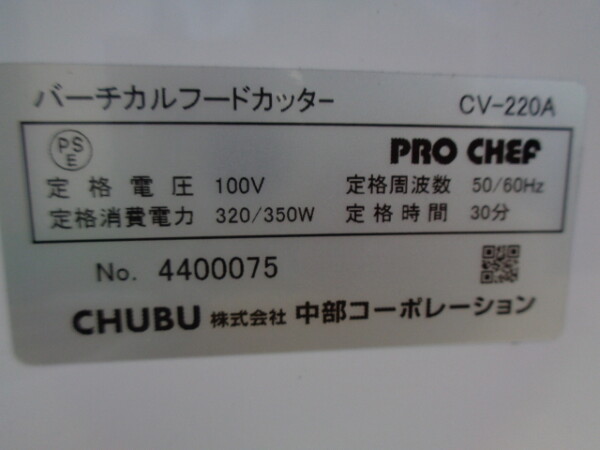 バーチカルフードカッター CV-220A
PSE PRO CHEF
定格電圧 100V 定格周波数 50/60Hz
定格消費電力 320/350W 定格時間 30分
No. 4400075
CHUBU 株式会社 中部コーポレーション